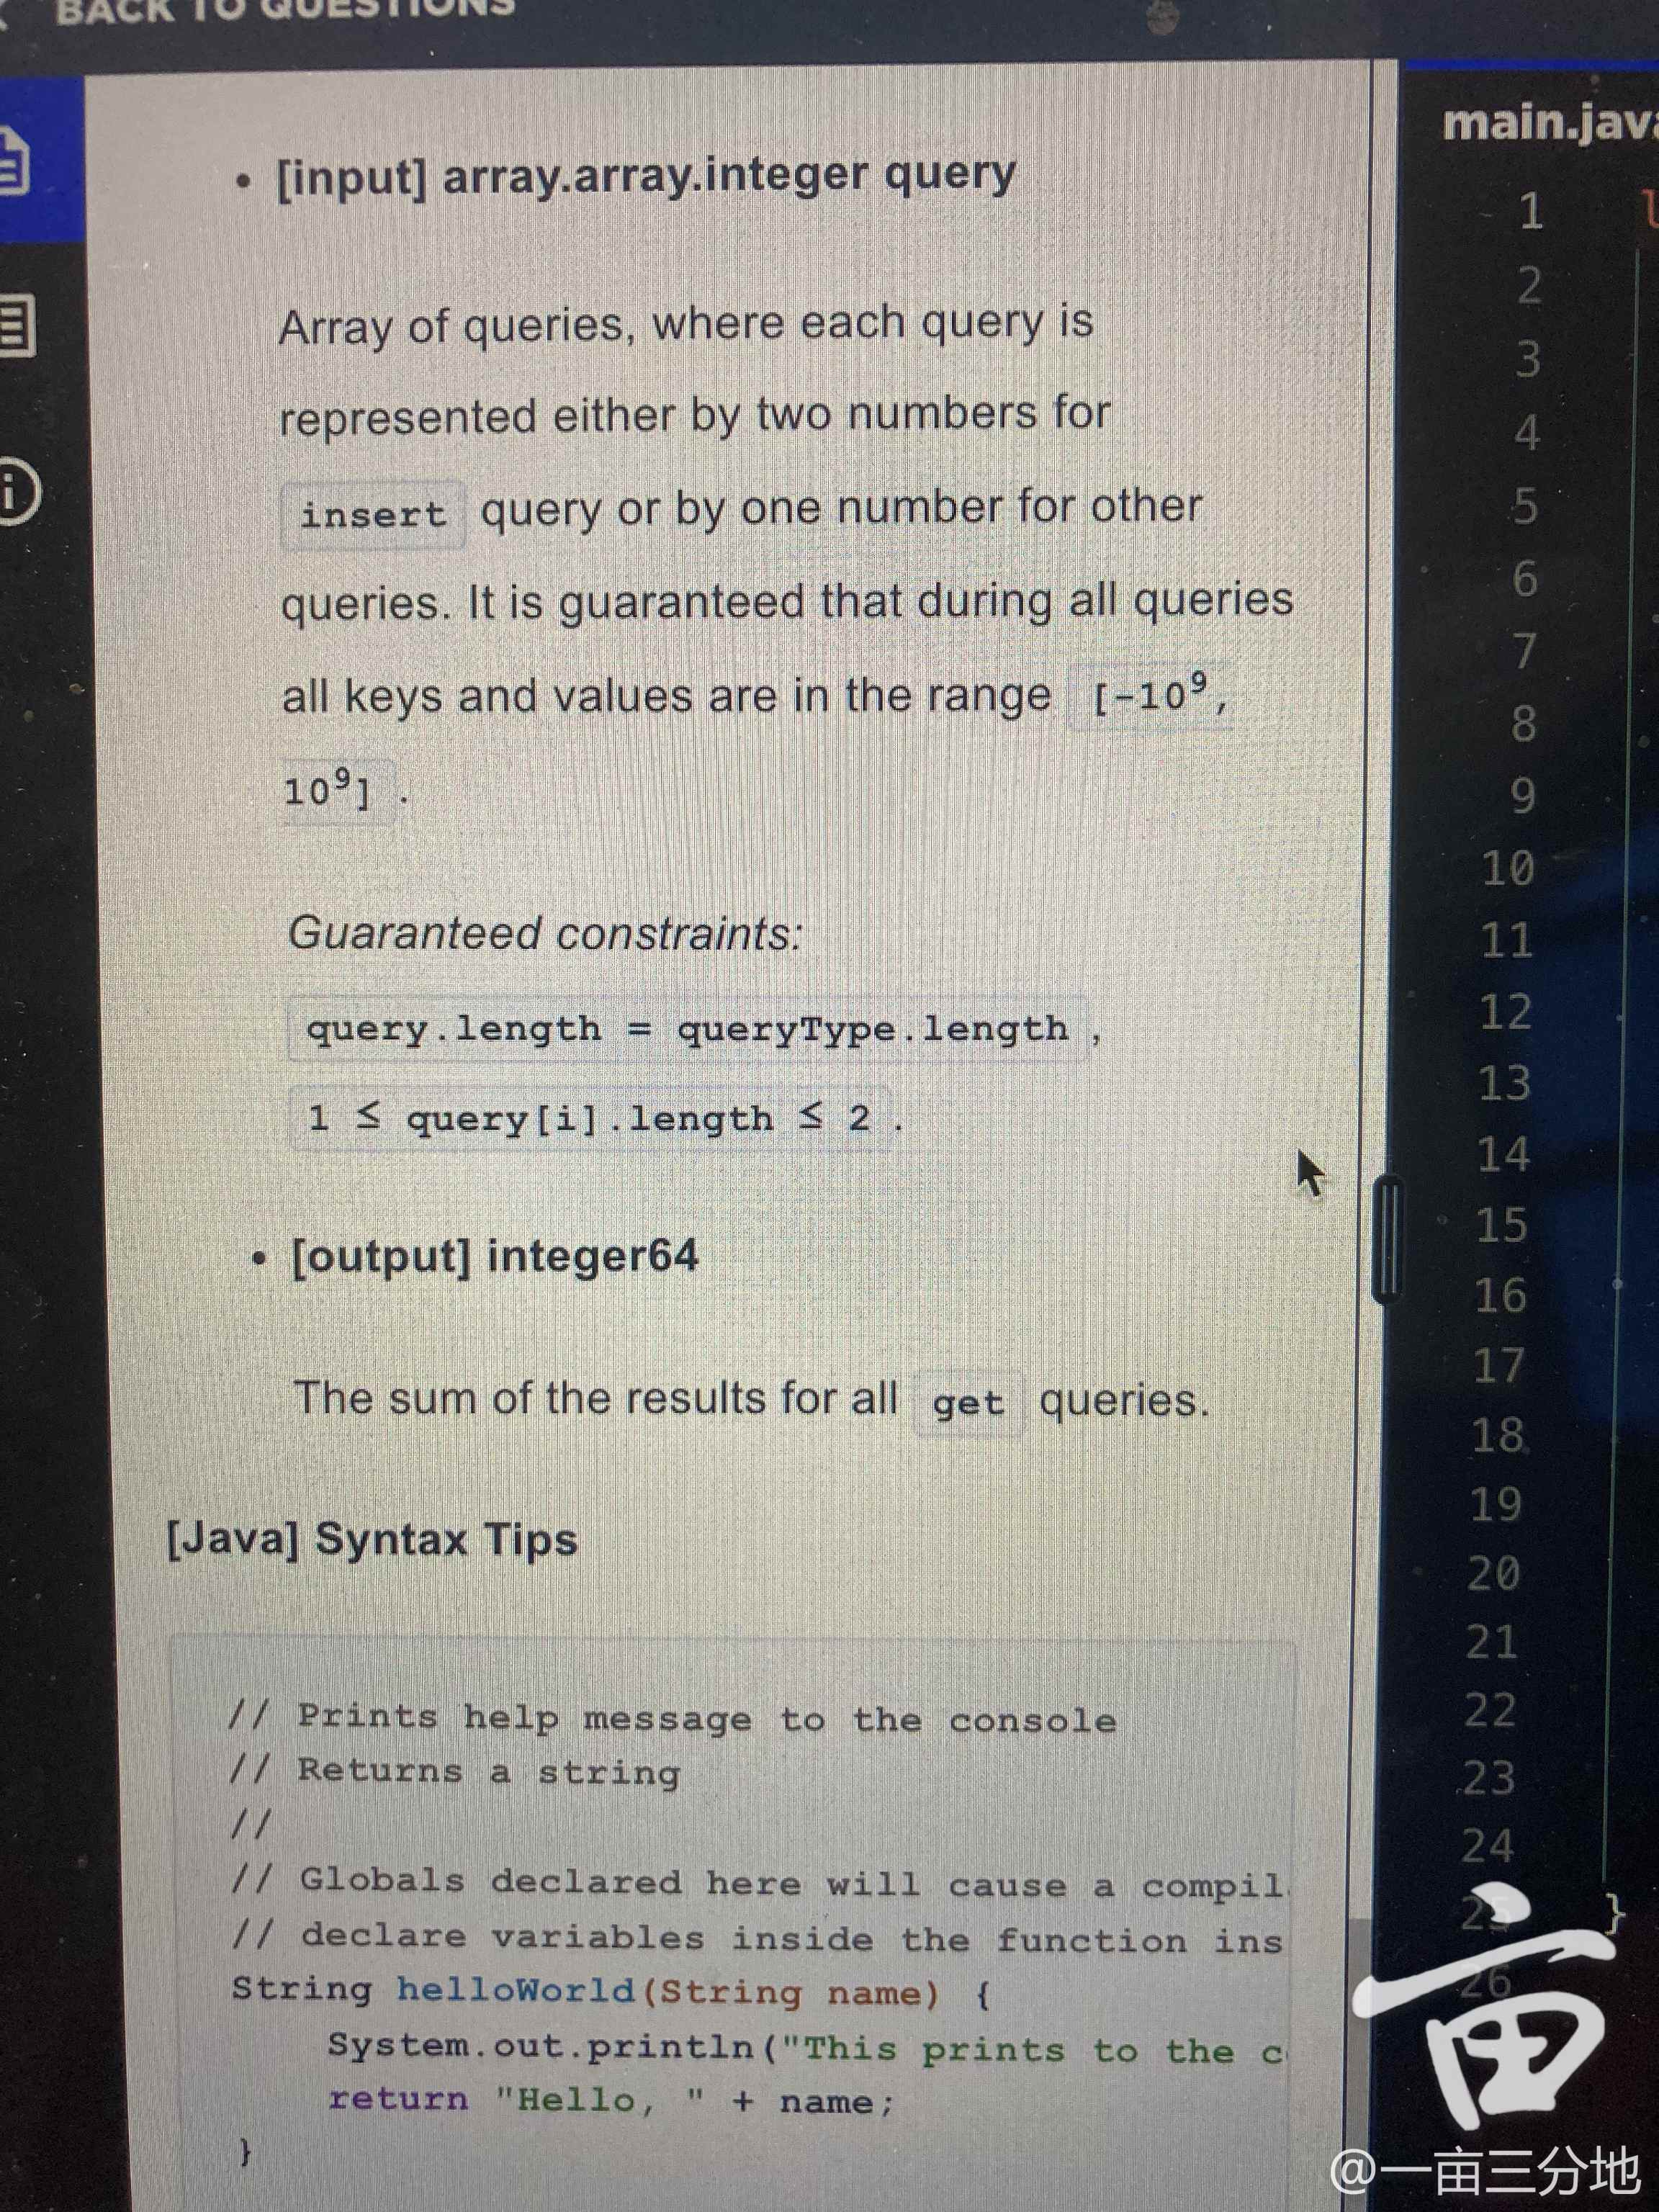 BACK TO QUESTIONS
• [input] array.array.integer query
Array of queries, where each query is
represented either by two numbers for
insert query or by one number for other
queries. It is guaranteed that during all queries
all keys and values are in the range [-10⁹,
10⁹] .
Guaranteed constraints:
query.length = queryType.length ,
1 ≤ query[i].length ≤ 2 .
• [output] integer64
The sum of the results for all get queries.
[Java] Syntax Tips
// Prints help message to the console
// Returns a string
//
// Globals declared here will cause a compil
// declare variables inside the function ins
String helloWorld(String name) {
System.out.println("This prints to the c
return "Hello, " + name;
}
main.java
1
2
3
4
5
6
7
8
9
10
11
12
13
14
15
16
17
18
19
20
21
22
23
24
25 }
26
亩
@一亩三分地